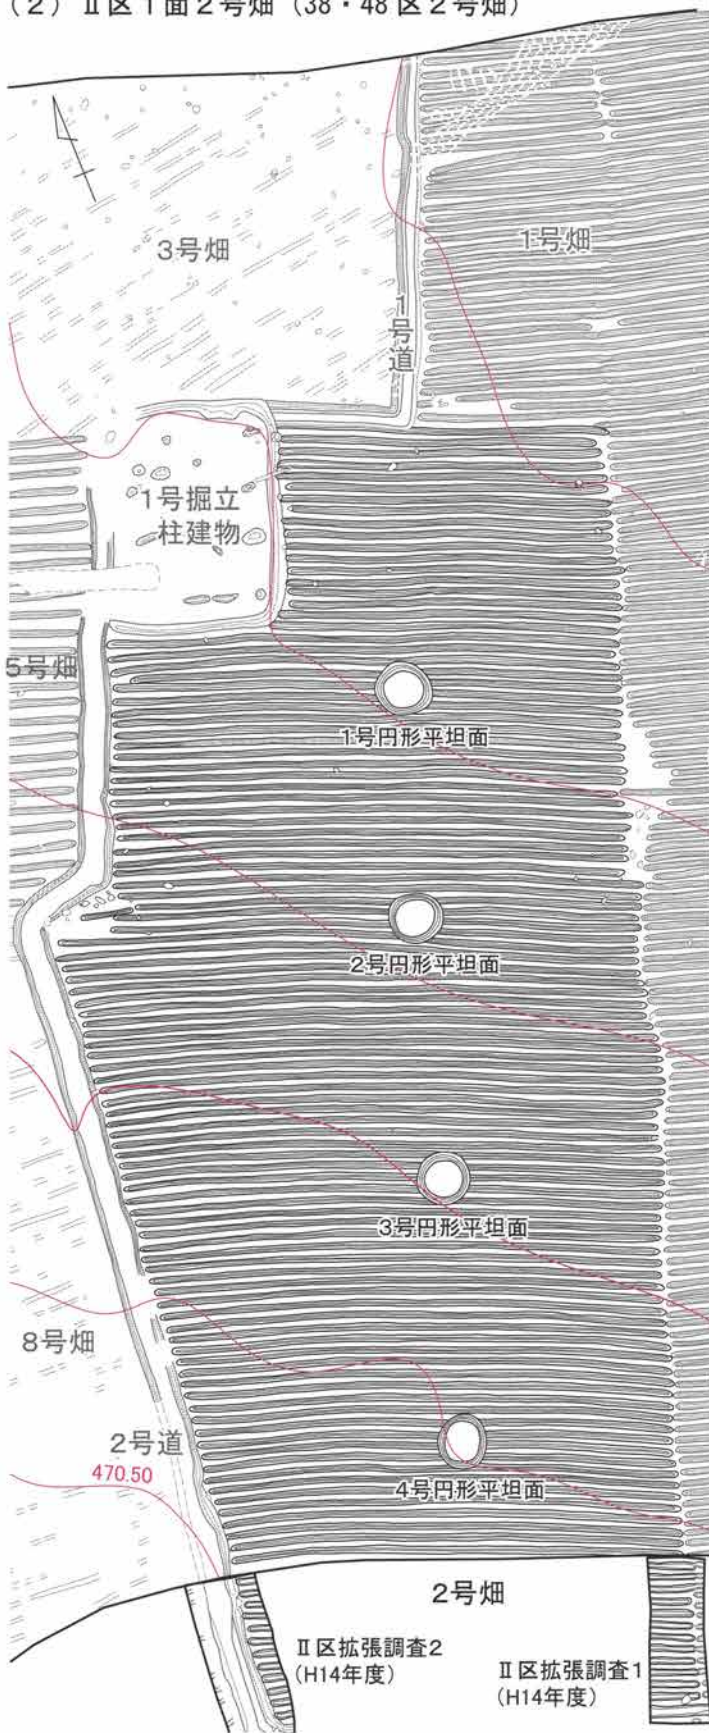 (2) Ⅱ区1面2号畑(38・48区2号畑)
3号畑
1号畑
1号道
1号掘立
柱建物
5号畑
1号円形平坦面
2号円形平坦面
3号円形平坦面
8号畑
2号道
470.50
4号円形平坦面
2号畑
Ⅱ区拡張調査2
(H14年度)
Ⅱ区拡張調査1
(H14年度)